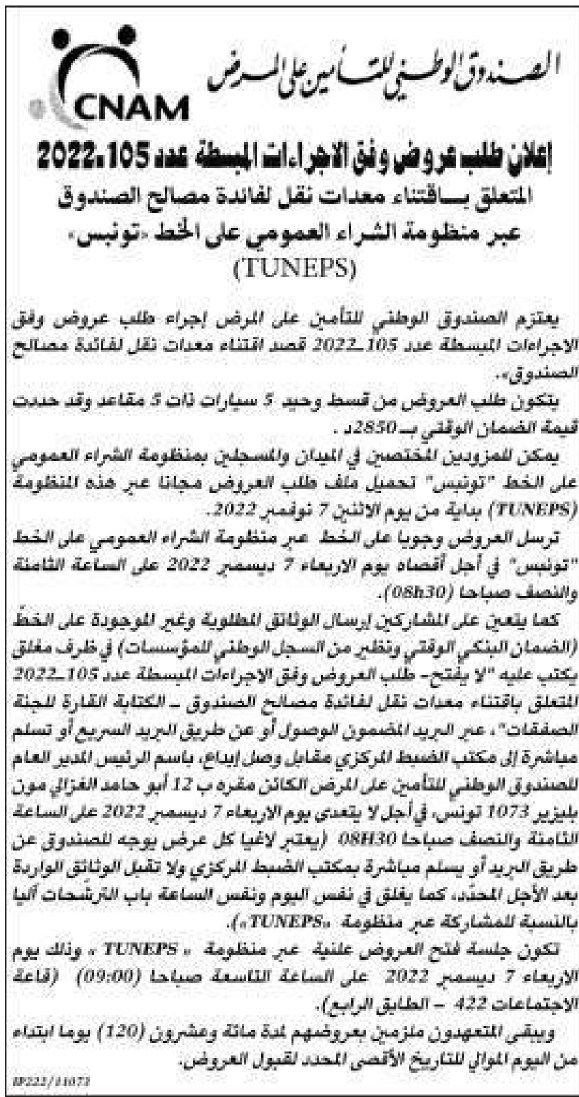 CNAM
الصندوق الوطني للتأمين على المرض
إعلان طلب عروض وفق الاجراءات المبسطة عدد 105ـ2022
المتعلق بـاقتناء معدات نقل لفائدة مصالح الصندوق
عبر منظومة الشراء العمومي على الخط «تونبس»
(TUNEPS)
يعتزم الصندوق الوطني للتأمين على المرض إجراء طلب عروض وفق
الاجراءات المبسطة عدد 105ـ2022 قصد اقتناء معدات نقل لفائدة مصالح
الصندوق».
يتكون طلب العروض من قسط وحيد 5 سيارات ذات 5 مقاعد وقد حددت
قيمة الضمان الوقتي بـ 2850د .
يمكن للمزودين المختصين في الميدان والمسجلين بمنظومة الشراء العمومي
على الخط "تونبس" تحميل ملف طلب العروض مجانا عبر هذه المنظومة
(TUNEPS) بداية من يوم الاثنين 7 نوفمبر 2022.
ترسل العروض وجوبا على الخط عبر منظومة الشراء العمومي على الخط
"تونبس" في أجل أقصاه يوم الاربعاء 7 ديسمبر 2022 على الساعة الثامنة
والنصف صباحا (08h30).
كما يتعين على المشاركين إرسال الوثائق المطلوبة وغير الموجودة على الخطّ
(الضمان البنكي الوقتي ونظير من السجل الوطني للمؤسسات) في ظرف مغلق
يكتب عليه "لا يفتح- طلب العروض وفق الاجراءات المبسطة عدد 105ـ2022
المتعلق باقتناء معدات نقل لفائدة مصالح الصندوق ـ الكتابة القارة للجنة
الصفقات"، عبر البريد المضمون الوصول أو عن طريق البريد السريع أو تسلم
مباشرة إلى مكتب الضبط المركزي مقابل وصل إيداع، باسم الرئيس المدير العام
للصندوق الوطني للتأمين على المرض الكائن مقره ب 12 أبو حامد الغزالي مون
بليزير 1073 تونس، في أجل لا يتعدى يوم الاربعاء 7 ديسمبر 2022 على الساعة
الثامنة والنصف صباحا 08H30 (يعتبر لاغيا كل عرض يوجه للصندوق عن
طريق البريد أو يسلم مباشرة بمكتب الضبط المركزي ولا تقبل الوثائق الواردة
بعد الأجل المحدّد، كما يغلق في نفس اليوم ونفس الساعة باب الترشّحات آليا
بالنسبة للمشاركة عبر منظومة «TUNEPS»).
تكون جلسة فتح العروض علنية عبر منظومة « TUNEPS » وذلك يوم
الاربعاء 7 ديسمبر 2022 على الساعة التاسعة صباحا (09:00) (قاعة
الاجتماعات 422 - الطابق الرابع).
ويبقى المتعهدون ملزمين بعروضهم لمدة مائة وعشرون (120) يوما ابتداء
من اليوم الموالي للتاريخ الأقصى المحدد لقبول العروض.
IP222/11073